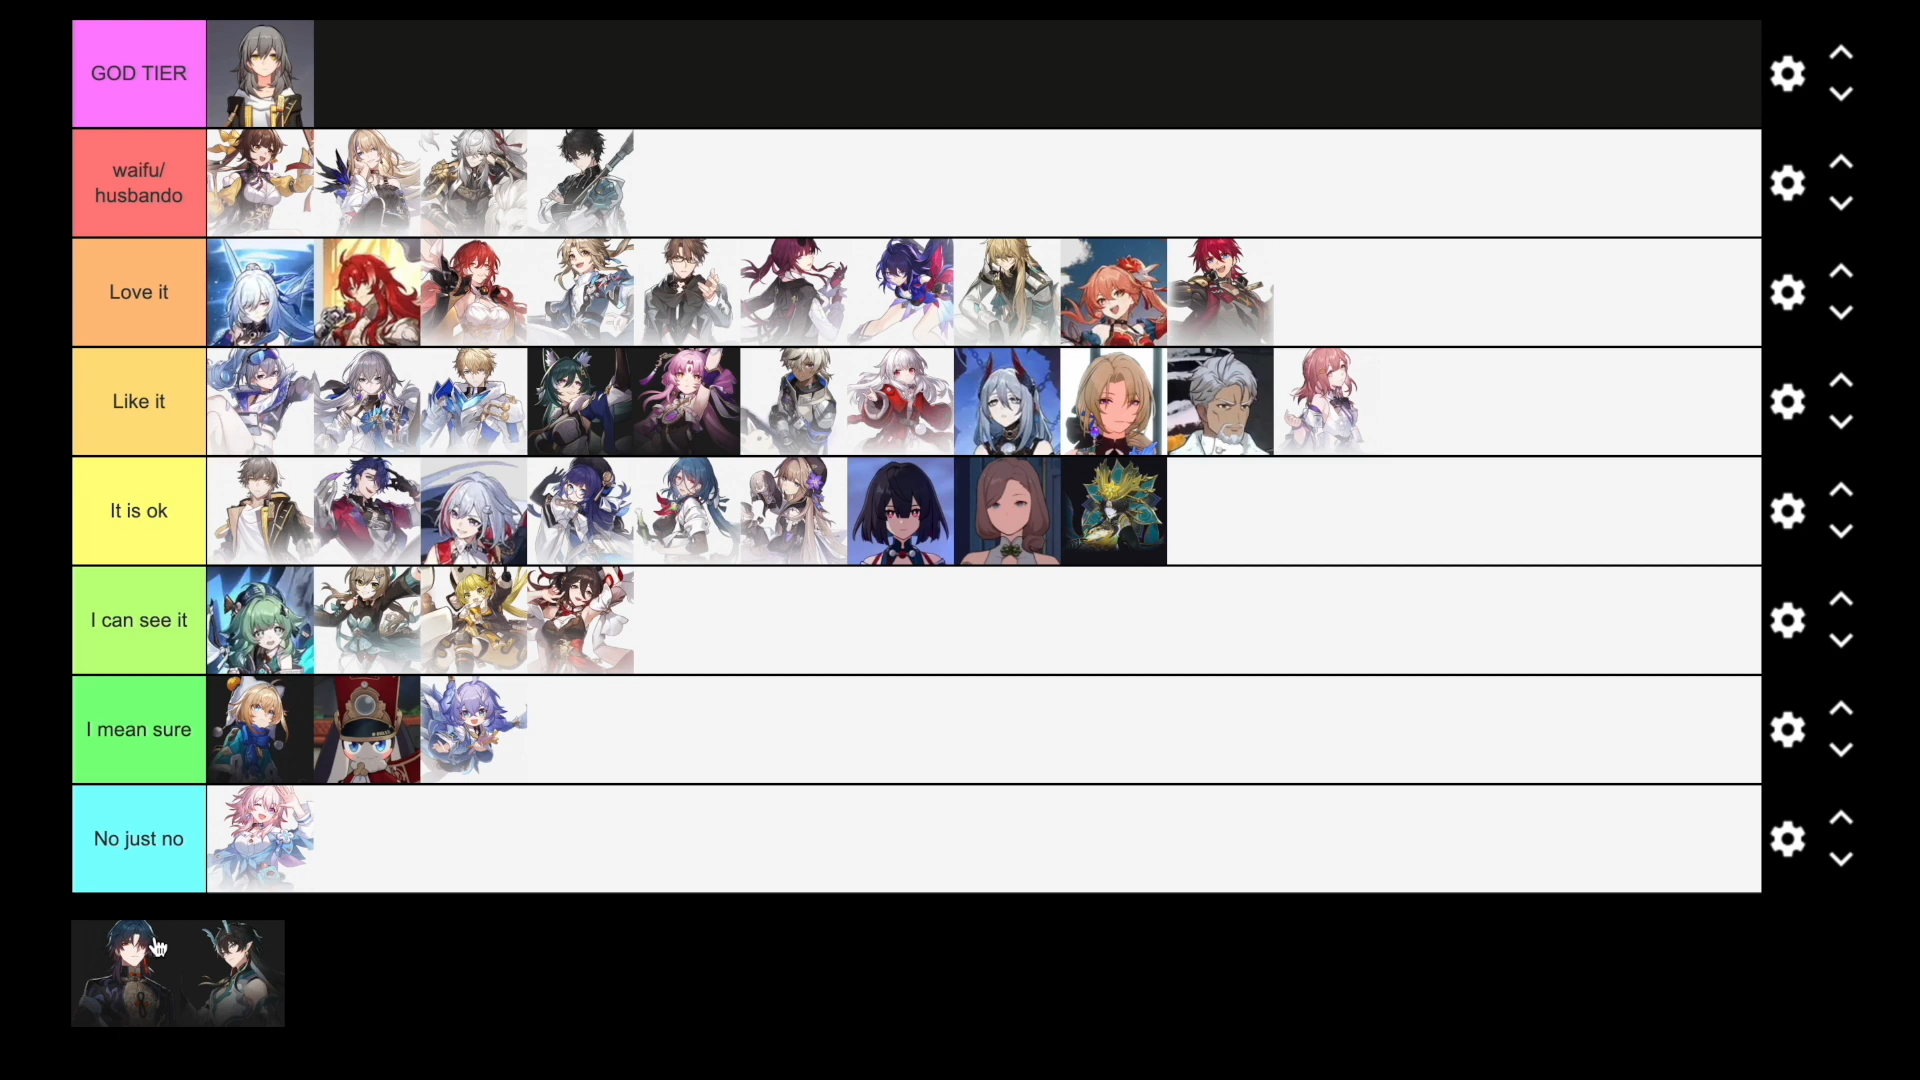 GOD TIER
waifu/
husbando
Love it
Like it
It is ok
I can see it
I mean sure
No just no